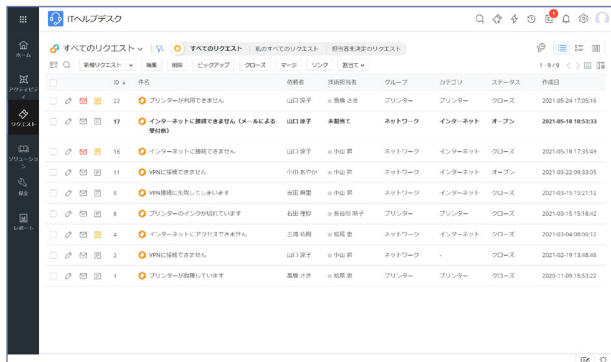 ITヘルプデスク
8
ホーム
アクティビティ
リクエスト
ソリューション
保全
レポート
すべてのリクエスト
すべてのリクエスト 私のすべてのリクエスト 担当者未決定のリクエスト
新規リクエスト 編集 削除 ピックアップ クローズ マージ リンク 割当て 1 - 9 / 9
ID 件名 依頼者 技術担当者 グループ カテゴリ ステータス 作成日
22 プリンターが利用できません 山口 涼子 高橋 さき プリンター プリンター クローズ 2021-05-24 17:05:16
17 インターネットに接続できません（メールによる受付例） 山口 涼子 未割当て ネットワーク インターネット オープン 2021-05-18 18:53:33
16 インターネットに接続できません 山口 涼子 小山 昇 ネットワーク インターネット クローズ 2021-05-18 17:35:49
11 VPNに接続できません 小川 あやか 小山 昇 ネットワーク インターネット オープン 2021-03-22 09:33:05
9 VPN接続に失敗してしまいます 吉田 麻里 小山 昇 ネットワーク インターネット クローズ 2021-03-15 15:21:12
8 プリンターのインクが切れています 石田 理紗 長谷川 順子 プリンター プリンター クローズ 2021-03-15 15:18:42
4 インターネットにアクセスできません 三浦 佑樹 松尾 恵 ネットワーク インターネット クローズ 2021-03-04 08:06:12
2 VPNに接続できません 山口 涼子 小山 昇 ネットワーク - クローズ 2021-02-19 13:48:46
1 プリンターが故障しています 高橋 さき 松尾 恵 プリンター プリンター クローズ 2020-11-09 15:53:22